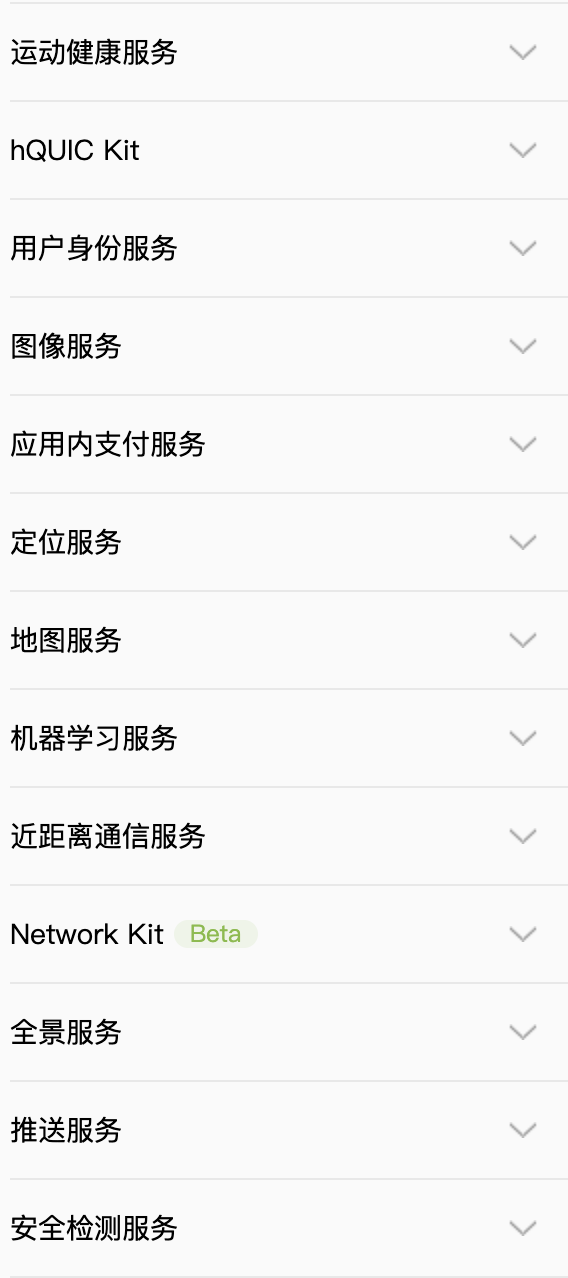 运动健康服务
hQUIC Kit
用户身份服务
图像服务
应用内支付服务
定位服务
地图服务
机器学习服务
近距离通信服务
Network Kit Beta
全景服务
推送服务
安全检测服务